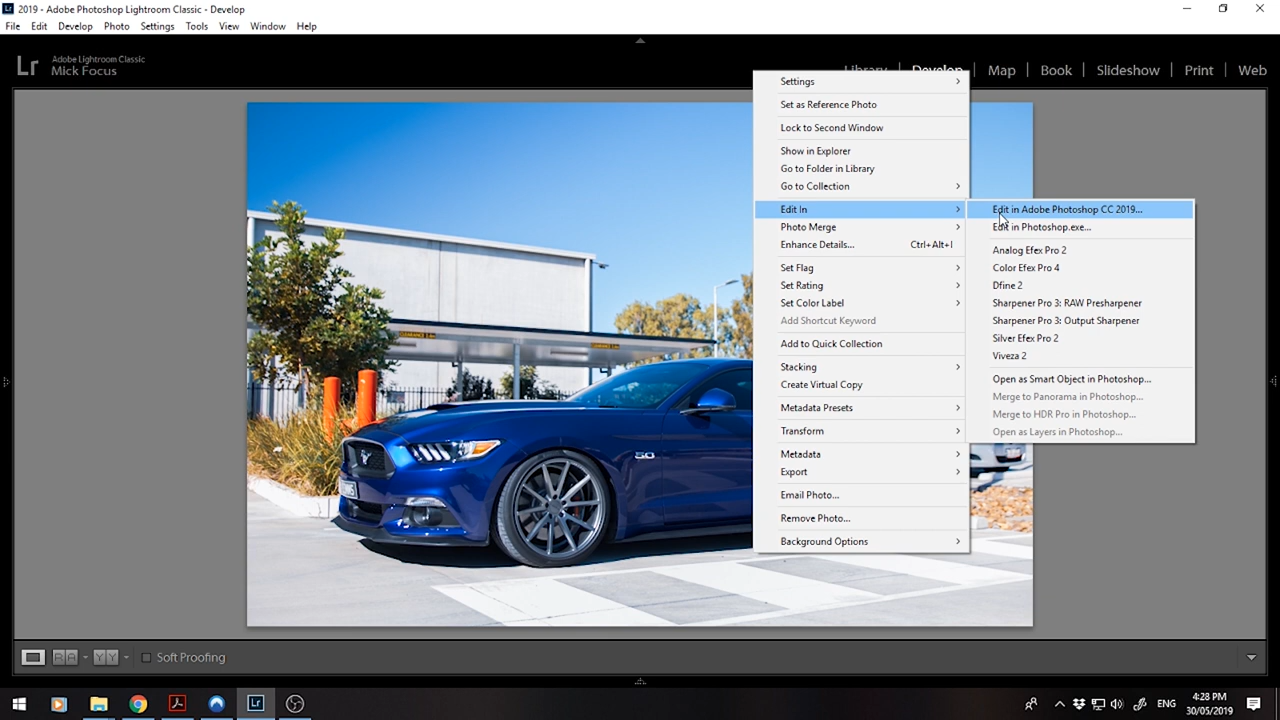 2019 - Adobe Photoshop Lightroom Classic - Develop
File Edit Develop Photo Settings Tools View Window Help
Lr
Adobe Lightroom Classic
Mick Focus
Library | Develop | Map | Book | Slideshow | Print | Web
Settings
Set as Reference Photo
Lock to Second Window
Show in Explorer
Go to Folder in Library
Go to Collection
Edit In
Photo Merge
Enhance Details... Ctrl+Alt+I
Set Flag
Set Rating
Set Color Label
Add Shortcut Keyword
Add to Quick Collection
Stacking
Create Virtual Copy
Metadata Presets
Transform
Metadata
Export
Email Photo...
Remove Photo...
Background Options
Edit in Adobe Photoshop CC 2019...
Edit in Photoshop.exe...
Analog Efex Pro 2
Color Efex Pro 4
Dfine 2
Sharpener Pro 3: RAW Presharpener
Sharpener Pro 3: Output Sharpener
Silver Efex Pro 2
Viveza 2
Open as Smart Object in Photoshop...
Merge to Panorama in Photoshop...
Merge to HDR Pro in Photoshop...
Open as Layers in Photoshop...
5.0
RA YY Soft Proofing
Lr
ENG
4:28 PM
30/05/2019